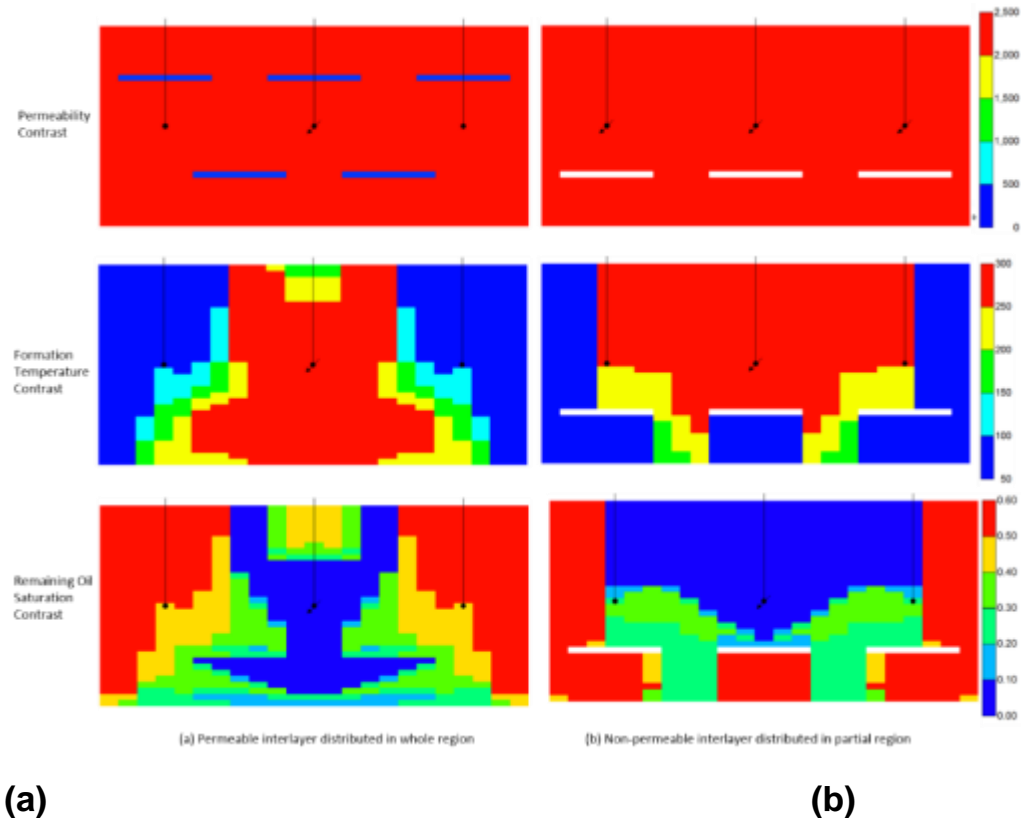 2,500
2,000
1,500
1,000
500
0
Permeability
Contrast
300
250
200
150
100
50
Formation
Temperature
Contrast
0.60
0.50
0.40
0.30
0.20
0.10
0.00
Remaining Oil
Saturation
Contrast
(a) Permeable interlayer distributed in whole region
(b) Non-permeable interlayer distributed in partial region
(a)
(b)